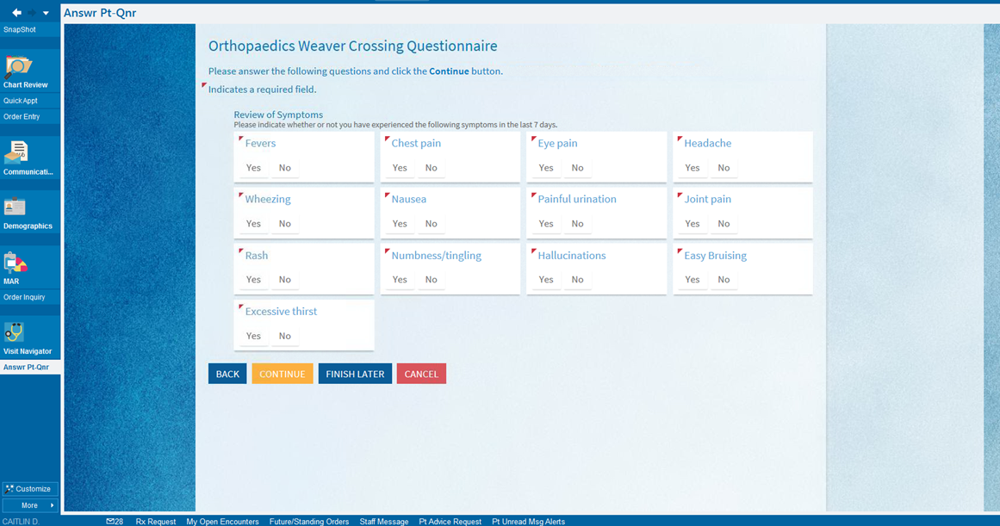 Answr Pt-Qnr
SnapShot
Chart Review
Quick Appt
Order Entry
Communicati...
Demographics
MAR
Order Inquiry
Visit Navigator
Answr Pt-Qnr
Customize
More
Orthopaedics Weaver Crossing Questionnaire
Please answer the following questions and click the Continue button.
Indicates a required field.
Review of Symptoms
Please indicate whether or not you have experienced the following symptoms in the last 7 days.
Fevers
Yes No
Chest pain
Yes No
Eye pain
Yes No
Headache
Yes No
Wheezing
Yes No
Nausea
Yes No
Painful urination
Yes No
Joint pain
Yes No
Rash
Yes No
Numbness/tingling
Yes No
Hallucinations
Yes No
Easy Bruising
Yes No
Excessive thirst
Yes No
BACK CONTINUE FINISH LATER CANCEL
CAITLIN D. 28 Rx Request My Open Encounters Future/Standing Orders Staff Message Pt Advice Request Pt Unread Msg Alerts